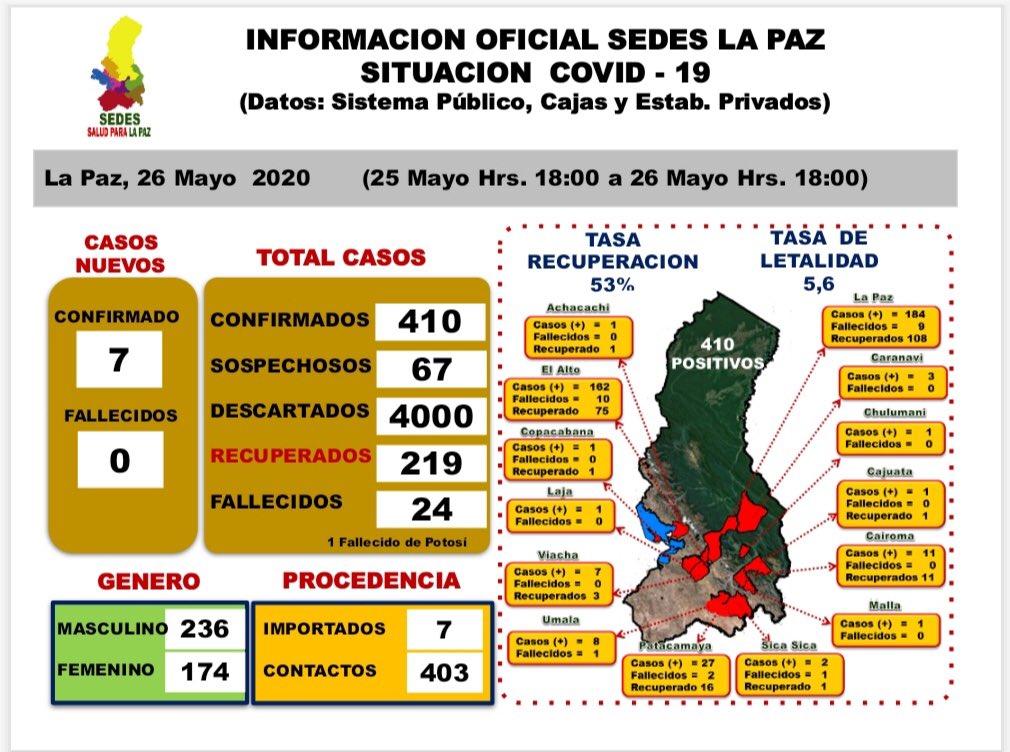 SEDES
SALUD PARA LA PAZ
INFORMACION OFICIAL SEDES LA PAZ
SITUACION COVID - 19
(Datos: Sistema Público, Cajas y Estab. Privados)
La Paz, 26 Mayo 2020 (25 Mayo Hrs. 18:00 a 26 Mayo Hrs. 18:00)
CASOS
NUEVOS
CONFIRMADO
7
FALLECIDOS
0
TOTAL CASOS
CONFIRMADOS 410
SOSPECHOSOS 67
DESCARTADOS 4000
RECUPERADOS 219
FALLECIDOS 24
1 Fallecido de Potosí
GENERO
MASCULINO 236
FEMENINO 174
PROCEDENCIA
IMPORTADOS 7
CONTACTOS 403
TASA
RECUPERACION
53%
TASA DE
LETALIDAD
5,6
410
POSITIVOS
Achacachi
Casos (+) = 1
Fallecidos = 0
Recuperado 1
El Alto
Casos (+) = 162
Fallecidos = 10
Recuperado 75
Copacabana
Casos (+) = 1
Fallecidos = 0
Recuperado 1
Laja
Casos (+) = 1
Fallecidos = 0
Viacha
Casos (+) = 7
Fallecidos = 0
Recuperados 3
Umala
Casos (+) = 8
Fallecidos = 1
Patacamaya
Casos (+) = 27
Fallecidos = 2
Recuperado 16
Sica Sica
Casos (+) = 2
Fallecidos = 1
Recuperado 1
La Paz
Casos (+) = 184
Fallecidos = 9
Recuperados 108
Caranavi
Casos (+) = 3
Fallecidos = 0
Chulumani
Casos (+) = 1
Fallecidos = 0
Cajuata
Casos (+) = 1
Fallecidos = 0
Recuperado 1
Cairoma
Casos (+) = 11
Fallecidos = 0
Recuperados 11
Malla
Casos (+) = 1
Fallecidos = 0